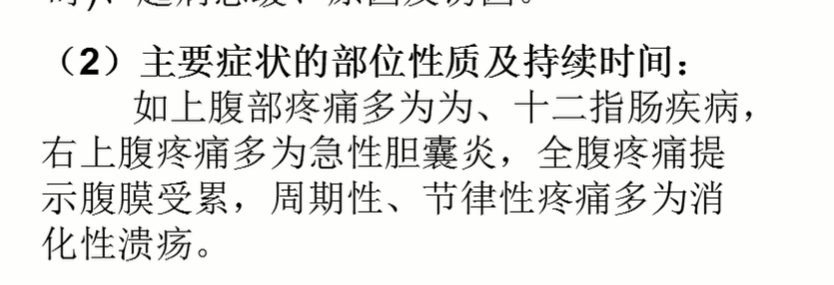 （2）主要症状的部位性质及持续时间：
如上腹部疼痛多为为、十二指肠疾病，
右上腹疼痛多为急性胆囊炎，全腹疼痛提
示腹膜受累，周期性、节律性疼痛多为消
化性溃疡。